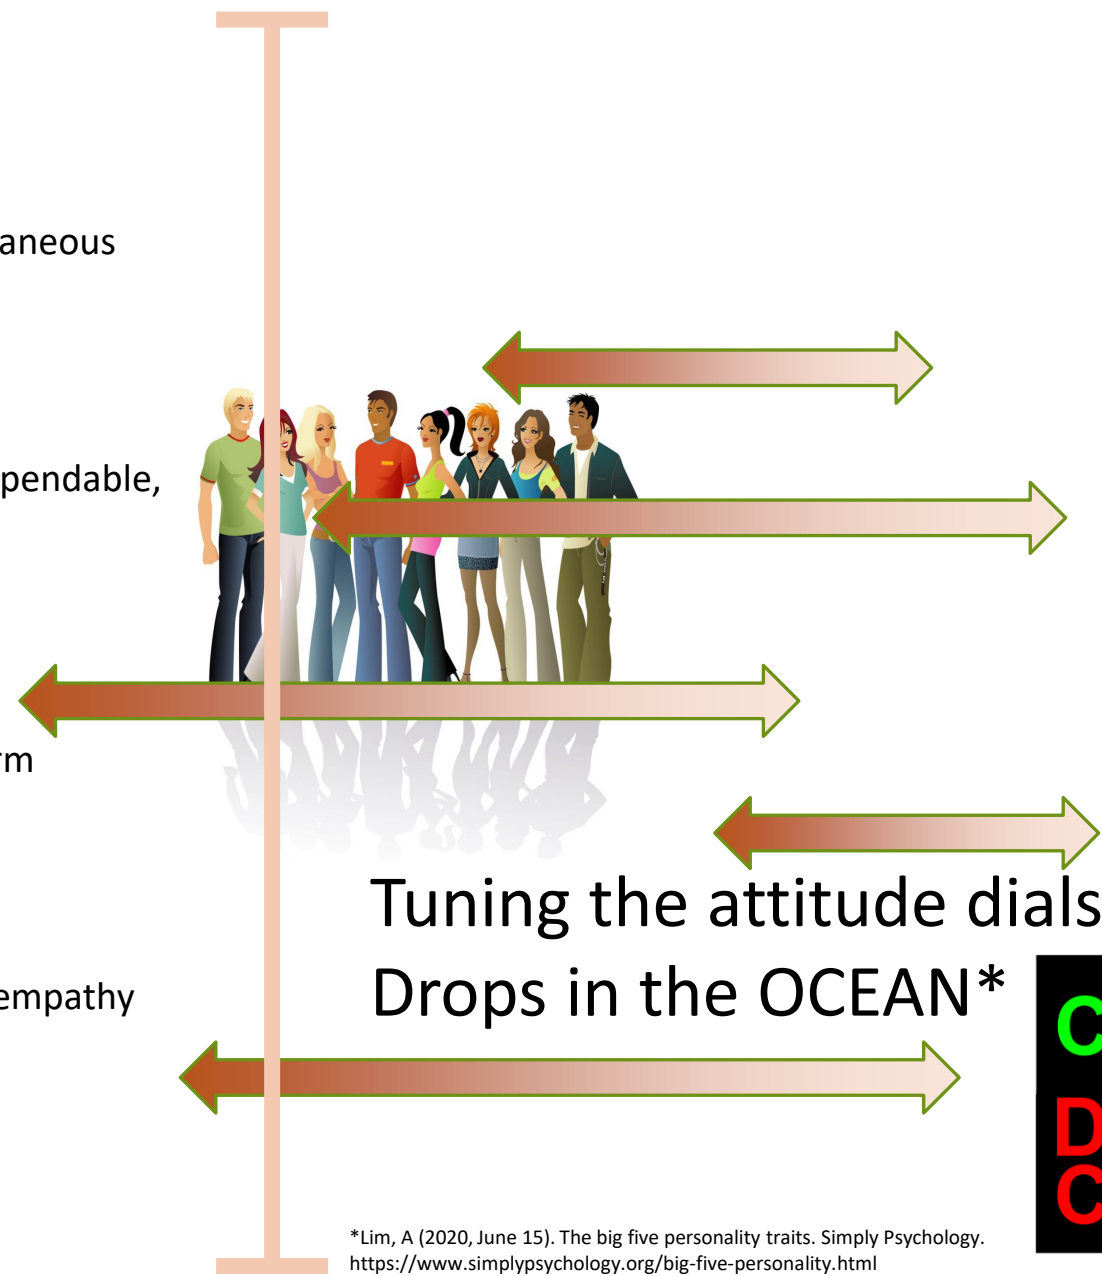 aneous
pendable,
rm
Tuning the attitude dials
Drops in the OCEAN*
empathy
C
D
C
*Lim, A (2020, June 15). The big five personality traits. Simply Psychology.
https://www.simplypsychology.org/big-five-personality.html